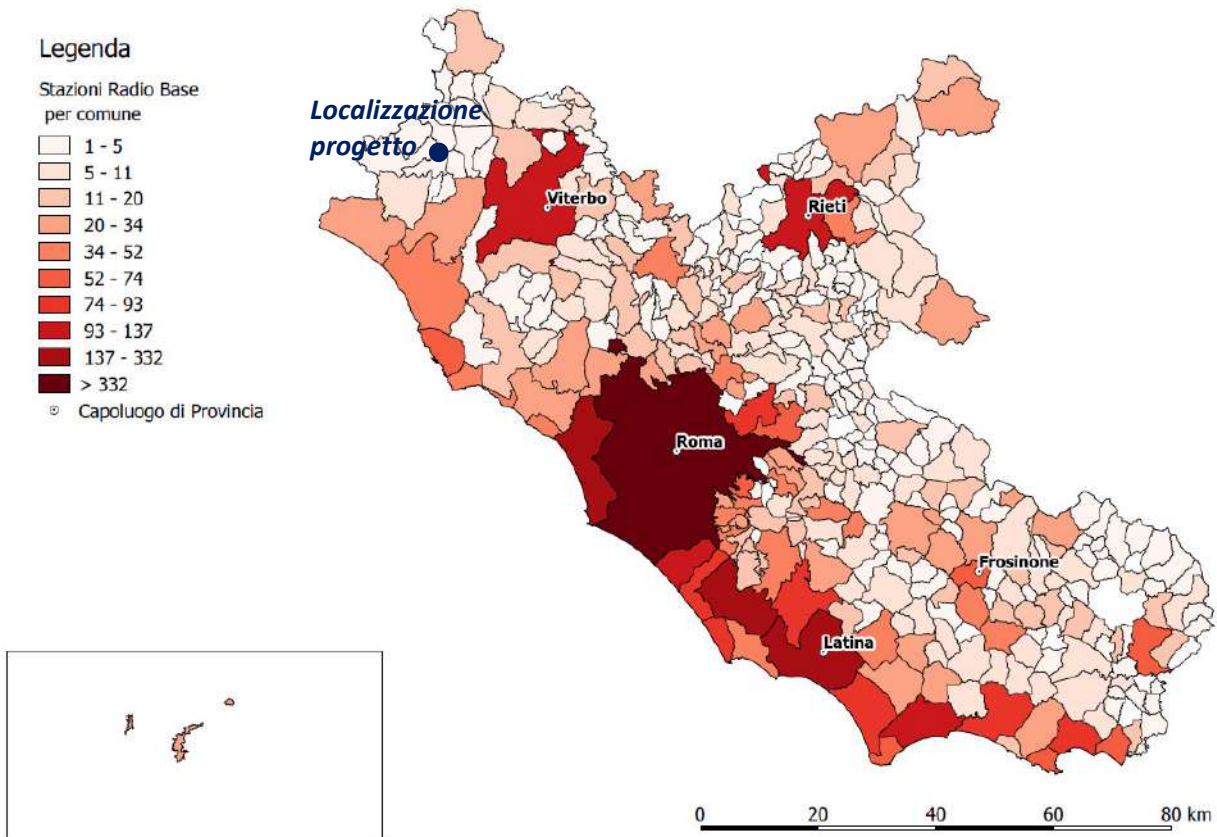 Legenda
Stazioni Radio Base
per comune
1 - 5
5 - 11
11 - 20
20 - 34
34 - 52
52 - 74
74 - 93
93 - 137
137 - 332
> 332
Capoluogo di Provincia
Localizzazione
progetto
Viterbo
Rieti
Roma
Frosinone
Latina
0 20 40 60 80 km